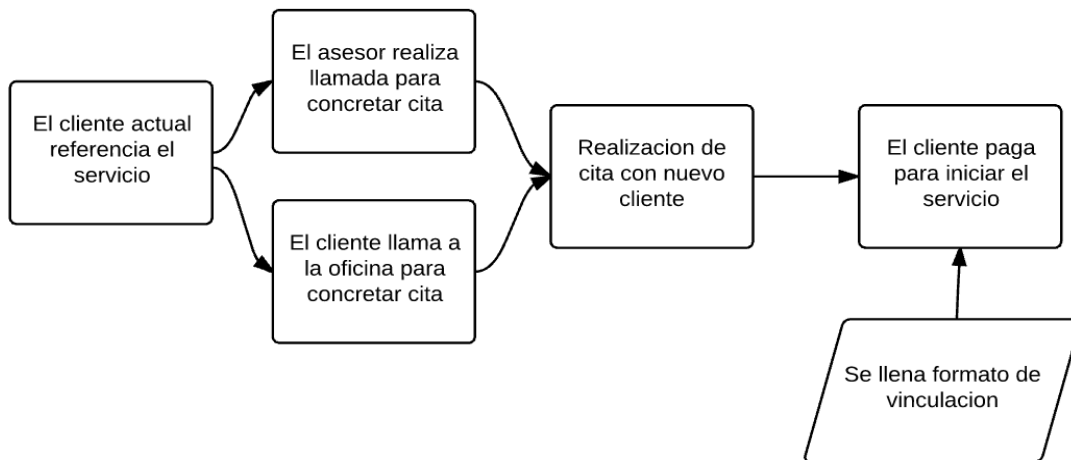 El cliente actual
referencia el
servicio
El asesor realiza
llamada para
concretar cita
El cliente llama a
la oficina para
concretar cita
Realizacion de
cita con nuevo
cliente
El cliente paga
para iniciar el
servicio
Se llena formato de
vinculacion